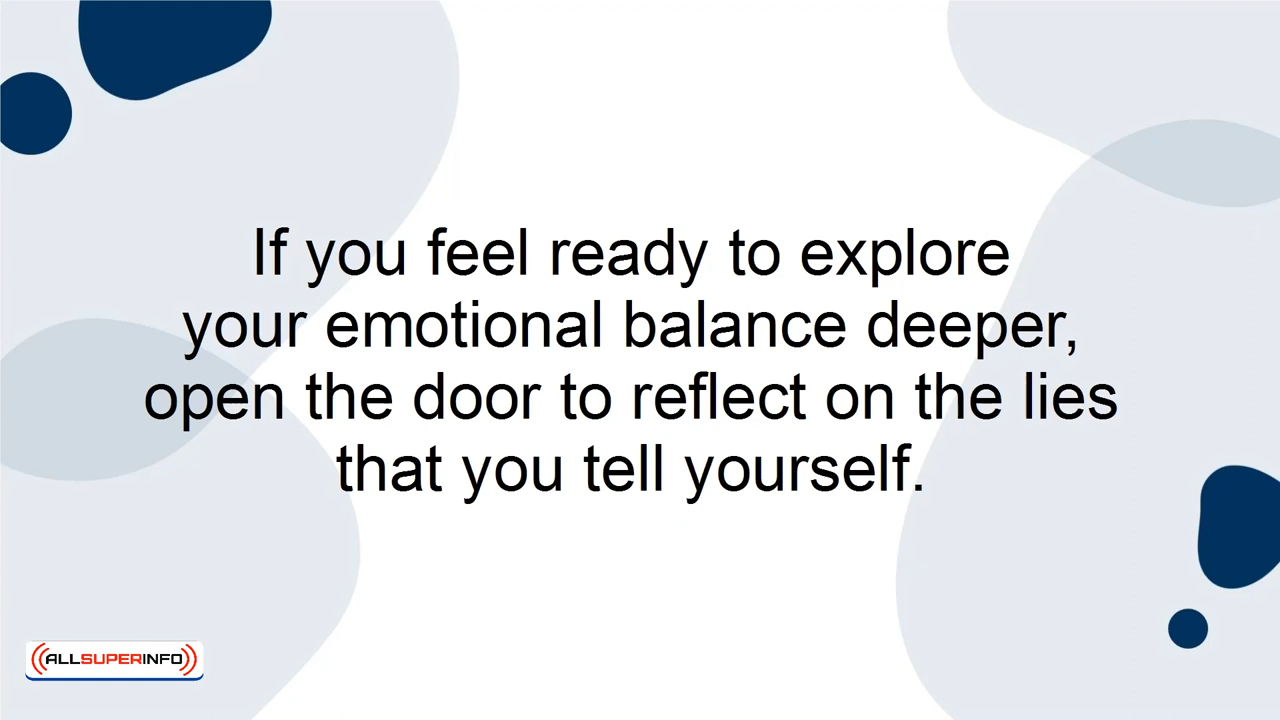 If you feel ready to explore
your emotional balance deeper,
open the door to reflect on the lies
that you tell yourself.
ALLSUPERINFO